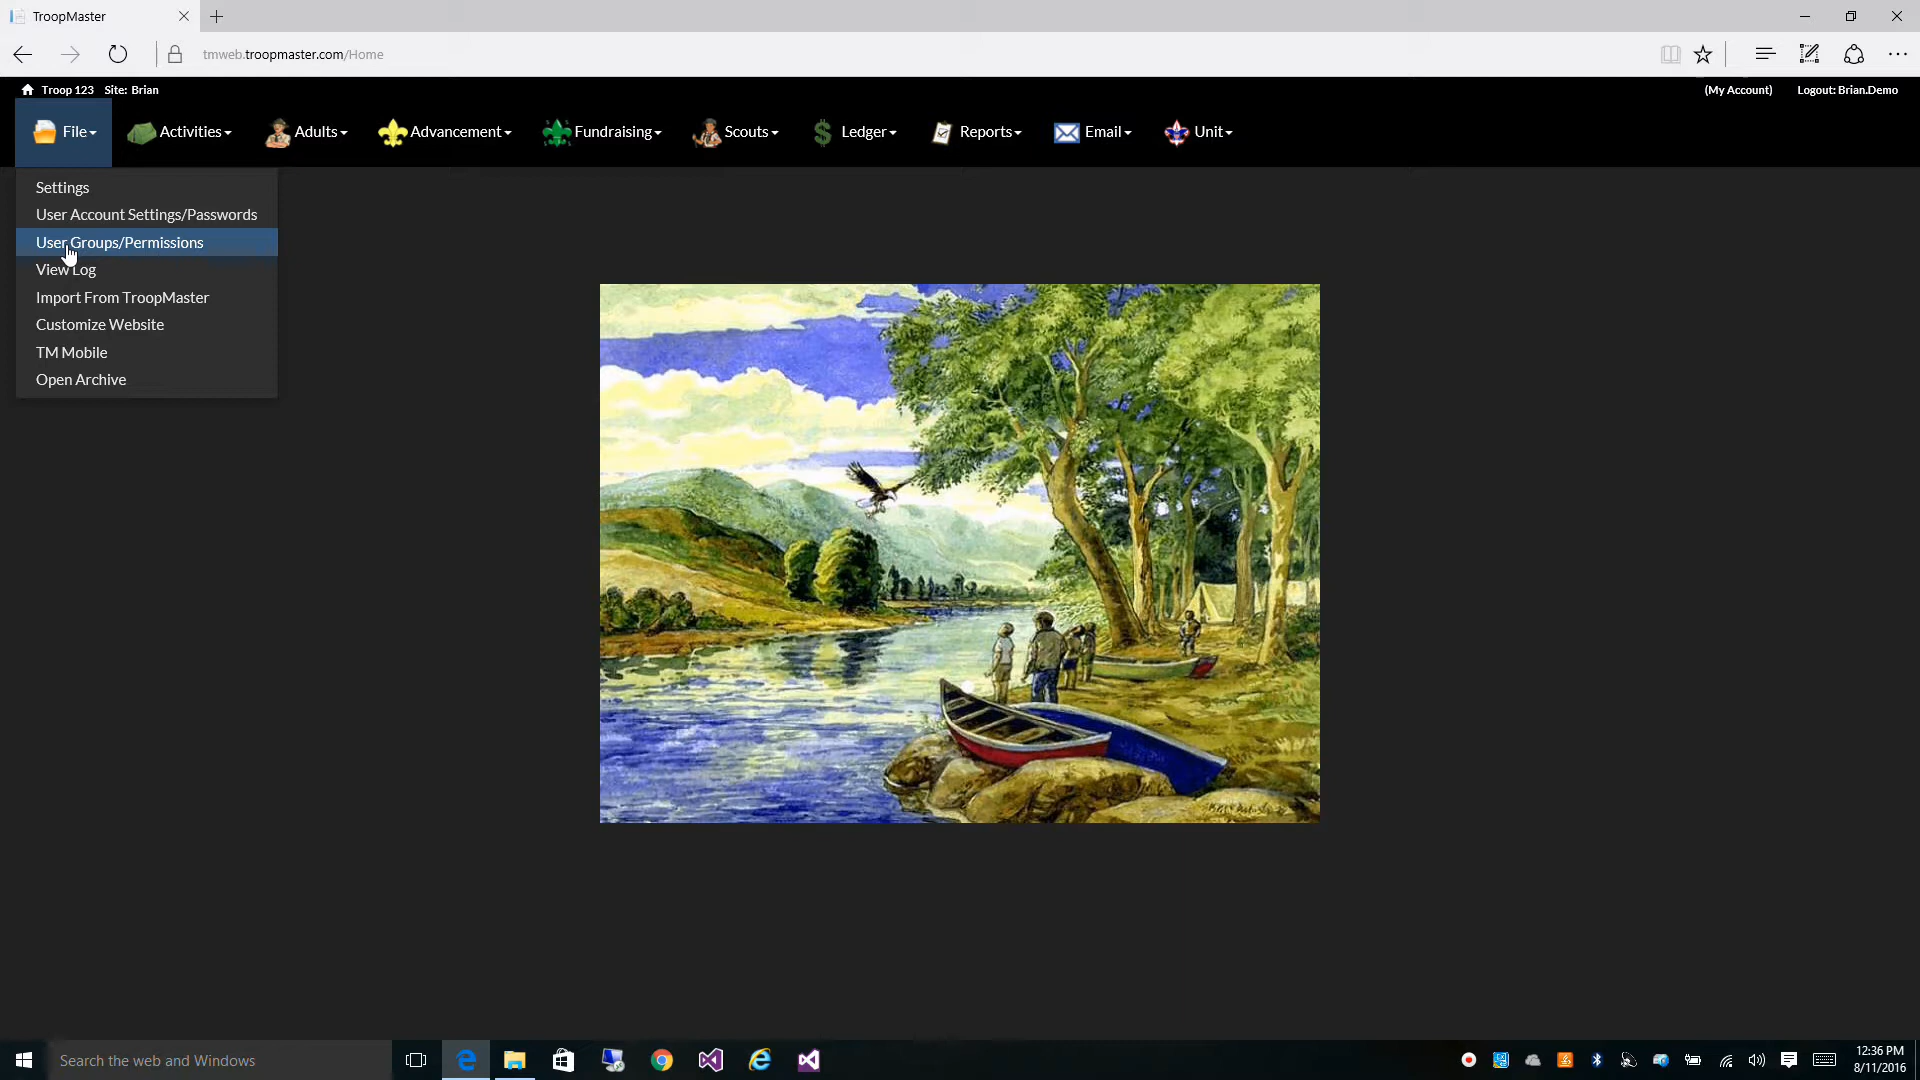 TroopMaster
tmweb.troopmaster.com/Home
Troop 123 Site: Brian
(My Account) Logout: Brian.Demo
File Activities Adults Advancement Fundraising Scouts Ledger Reports Email Unit
Settings
User Account Settings/Passwords
User Groups/Permissions
View Log
Import From TroopMaster
Customize Website
TM Mobile
Open Archive
Search the web and Windows
12:36 PM
8/11/2016